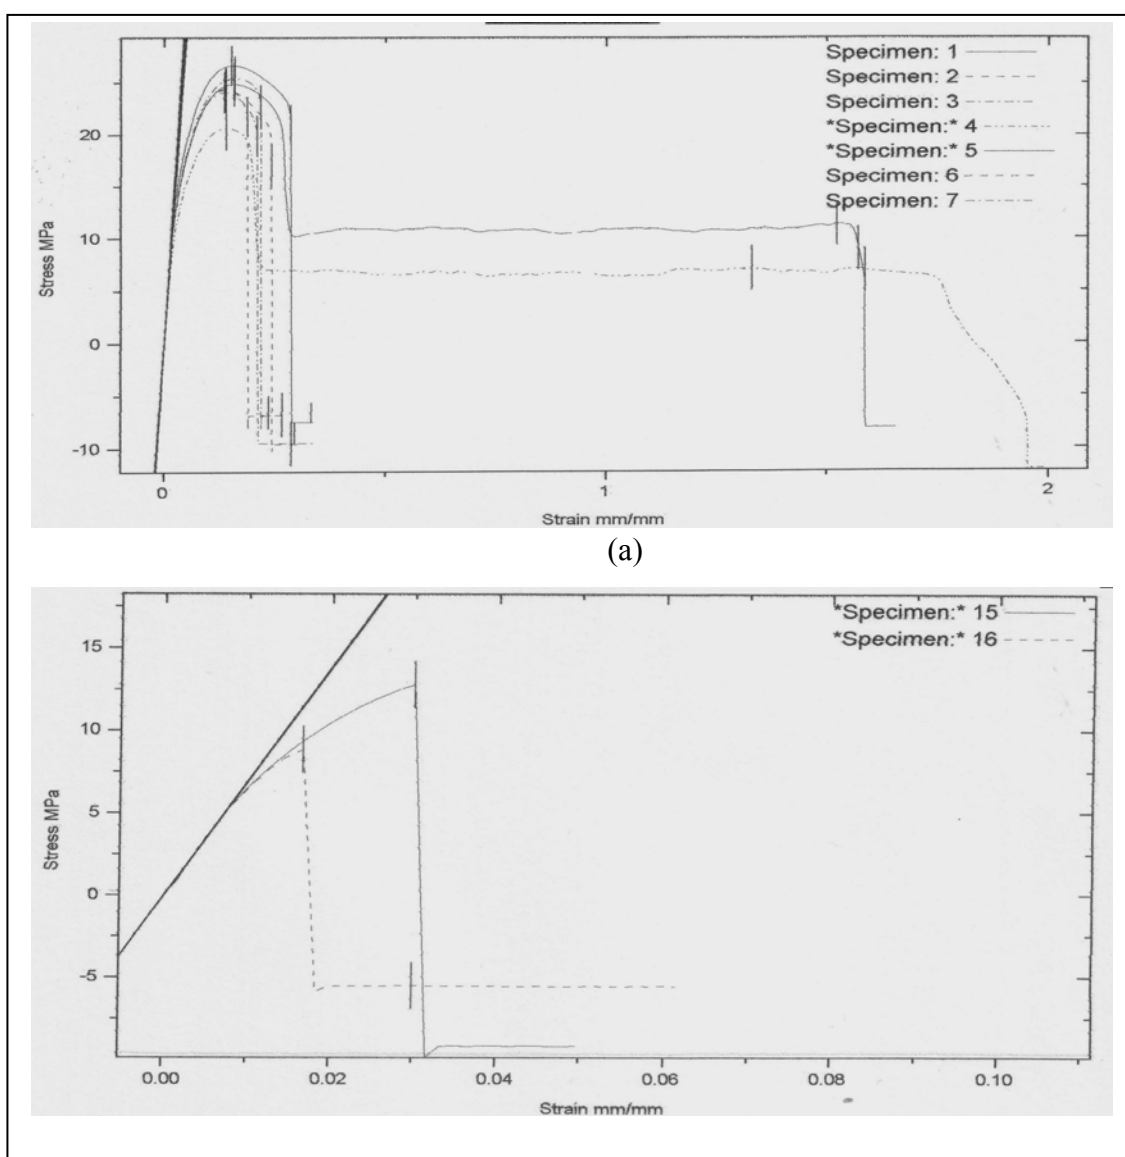 Specimen: 1
Specimen: 2
Specimen: 3
*Specimen:* 4
*Specimen:* 5
Specimen: 6
Specimen: 7
20
10
0
-10
Stress MPa
0 1 2
Strain mm/mm
(a)
*Specimen:* 15
*Specimen:* 16
15
10
5
0
-5
Stress MPa
0.00 0.02 0.04 0.06 0.08 0.10
Strain mm/mm